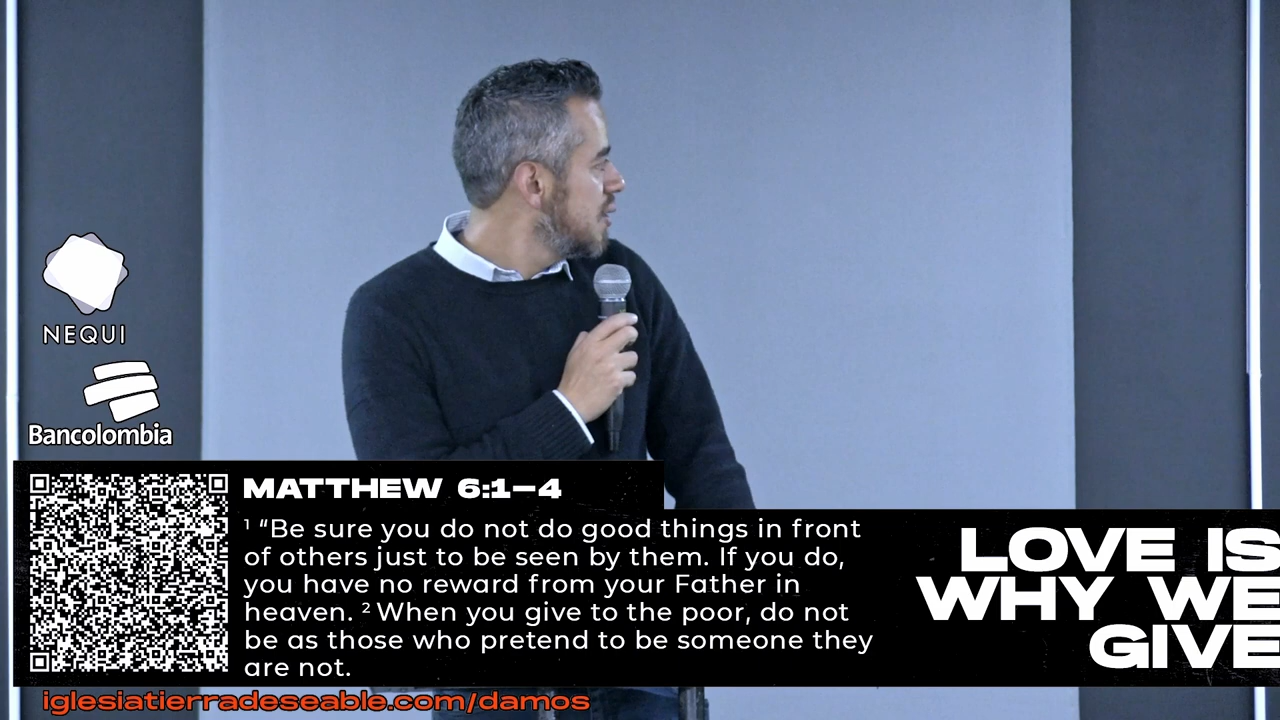 NEQUI
Bancolombia
MATTHEW 6:1–4
¹ “Be sure you do not do good things in front
of others just to be seen by them. If you do,
you have no reward from your Father in
heaven. ² When you give to the poor, do not
be as those who pretend to be someone they
are not.
LOVE IS
WHY WE
GIVE
iglesiatierradeseable.com/damos